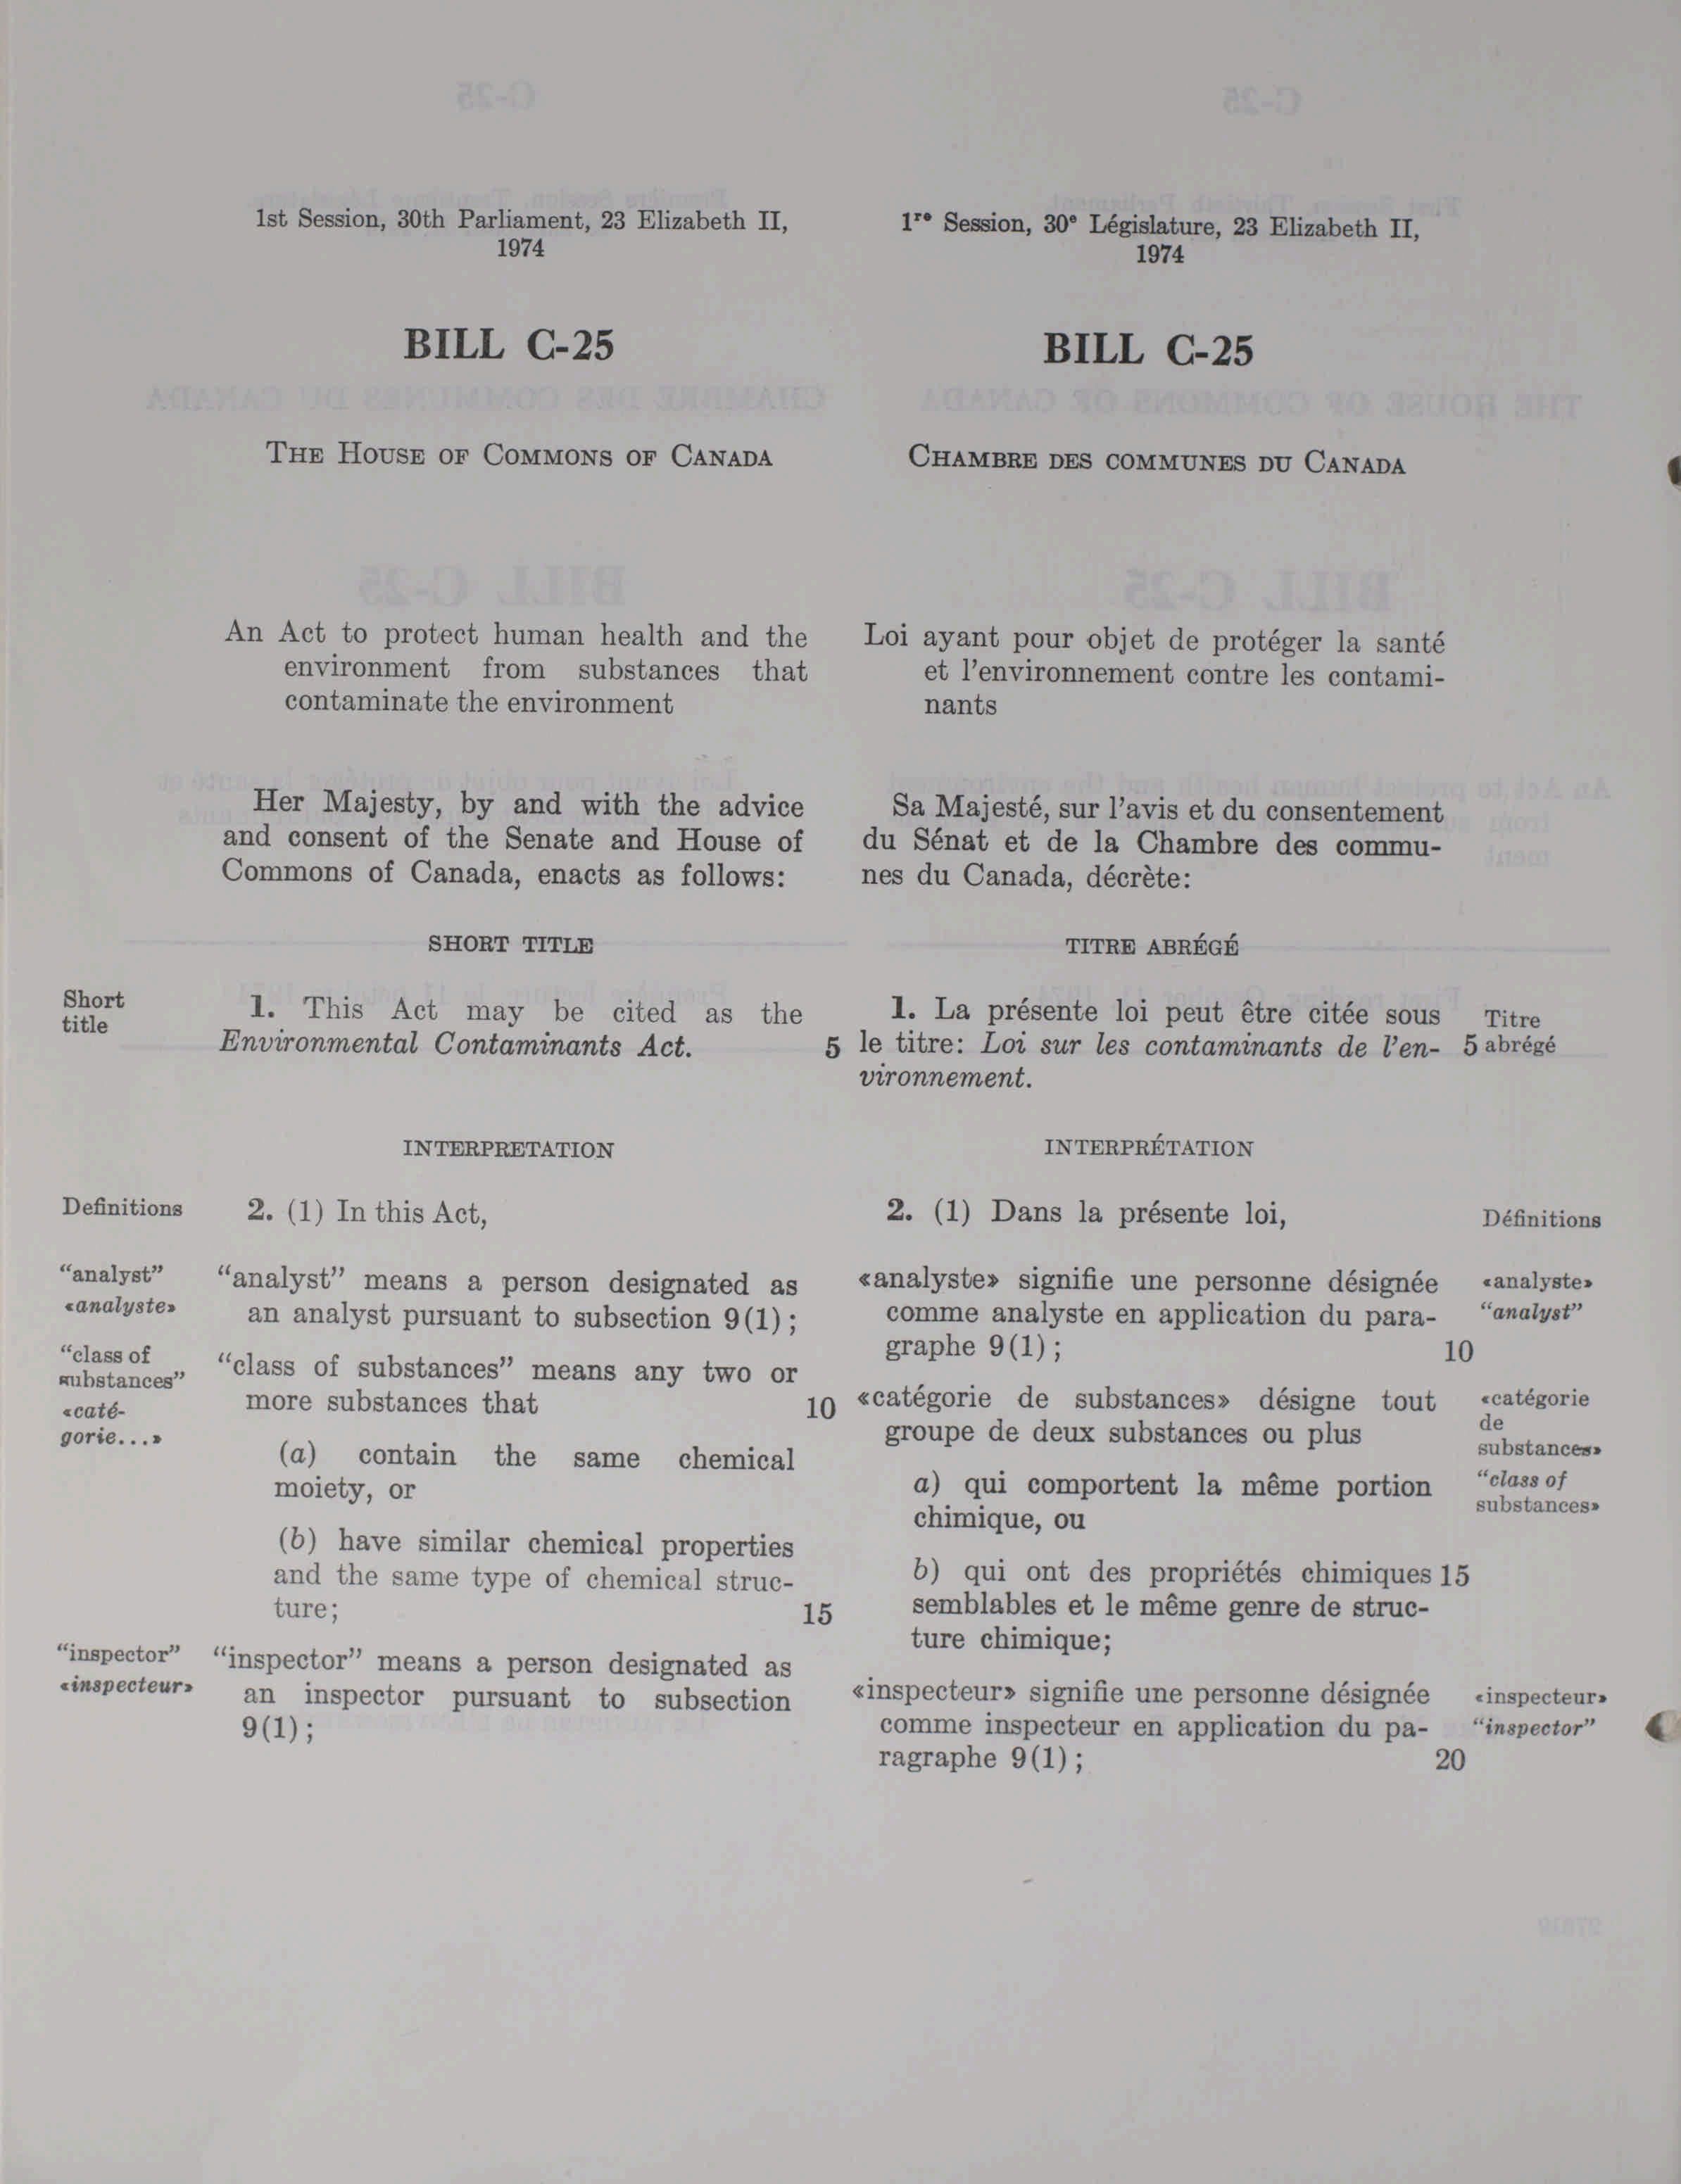 1st Session, 30th Parliament, 23 Elizabeth II,
1974
BILL C-25
THE HOUSE OF COMMONS OF CANADA
An Act to protect human health and the
environment from substances that
contaminate the environment
Her Majesty, by and with the advice
and consent of the Senate and House of
Commons of Canada, enacts as follows:
SHORT TITLE
Short
title
1. This Act may be cited as the
Environmental Contaminants Act. 5
INTERPRETATION
Definitions
2. (1) In this Act,
"analyst"
«analyste»
"analyst" means a person designated as
an analyst pursuant to subsection 9(1);
"class of
substances"
«caté-
gorie...»
"class of substances" means any two or
more substances that 10
(a) contain the same chemical
moiety, or
(b) have similar chemical properties
and the same type of chemical struc-
ture; 15
"inspector"
«inspecteur»
"inspector" means a person designated as
an inspector pursuant to subsection
9(1);
1re Session, 30e Législature, 23 Elizabeth II,
1974
BILL C-25
CHAMBRE DES COMMUNES DU CANADA
Loi ayant pour objet de protéger la santé
et l'environnement contre les contami-
nants
Sa Majesté, sur l'avis et du consentement
du Sénat et de la Chambre des commu-
nes du Canada, décrète:
TITRE ABRÉGÉ
1. La présente loi peut être citée sous
le titre: Loi sur les contaminants de l'en- 5
vironnement.
Titre
abrégé
INTERPRÉTATION
2. (1) Dans la présente loi,
Définitions
«analyste» signifie une personne désignée
comme analyste en application du para-
graphe 9(1); 10
«analyste»
"analyst"
«catégorie de substances» désigne tout
groupe de deux substances ou plus
«catégorie
de
substances»
"class of
substances»
a) qui comportent la même portion
chimique, ou
b) qui ont des propriétés chimiques 15
semblables et le même genre de struc-
ture chimique;
«inspecteur» signifie une personne désignée
comme inspecteur en application du pa-
ragraphe 9(1); 20
«inspecteur»
"inspector"